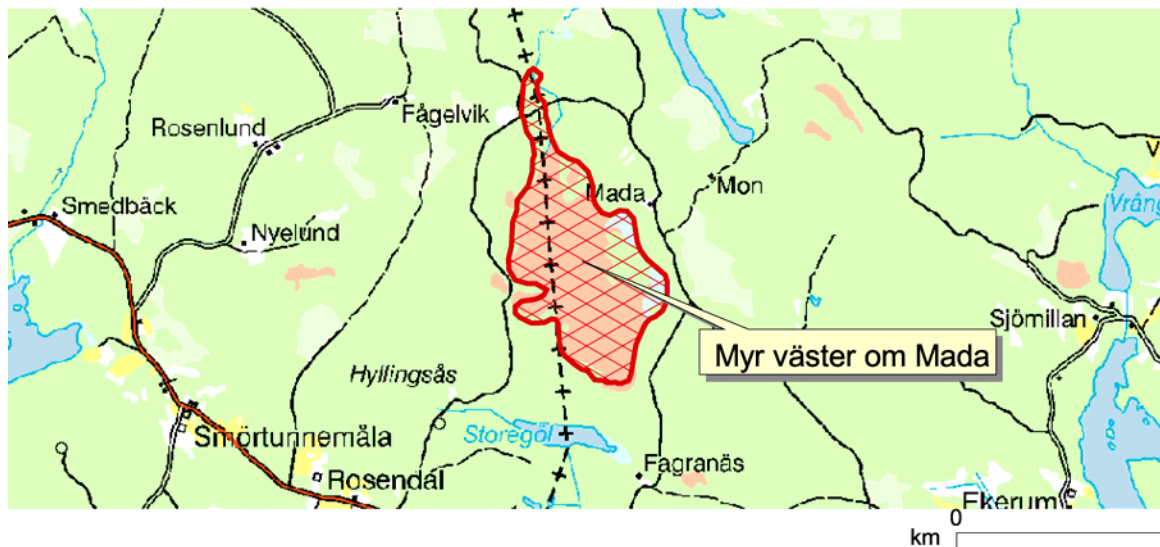 Fågelvik
Rosenlund
Mada
Mon
Smedbäck
Vrång
Nyelund
Sjömillan
Myr väster om Mada
Hyllingsås
Smörtunnemåla
Storegöl
Fagranäs
Rosendal
Ekerum
0
km